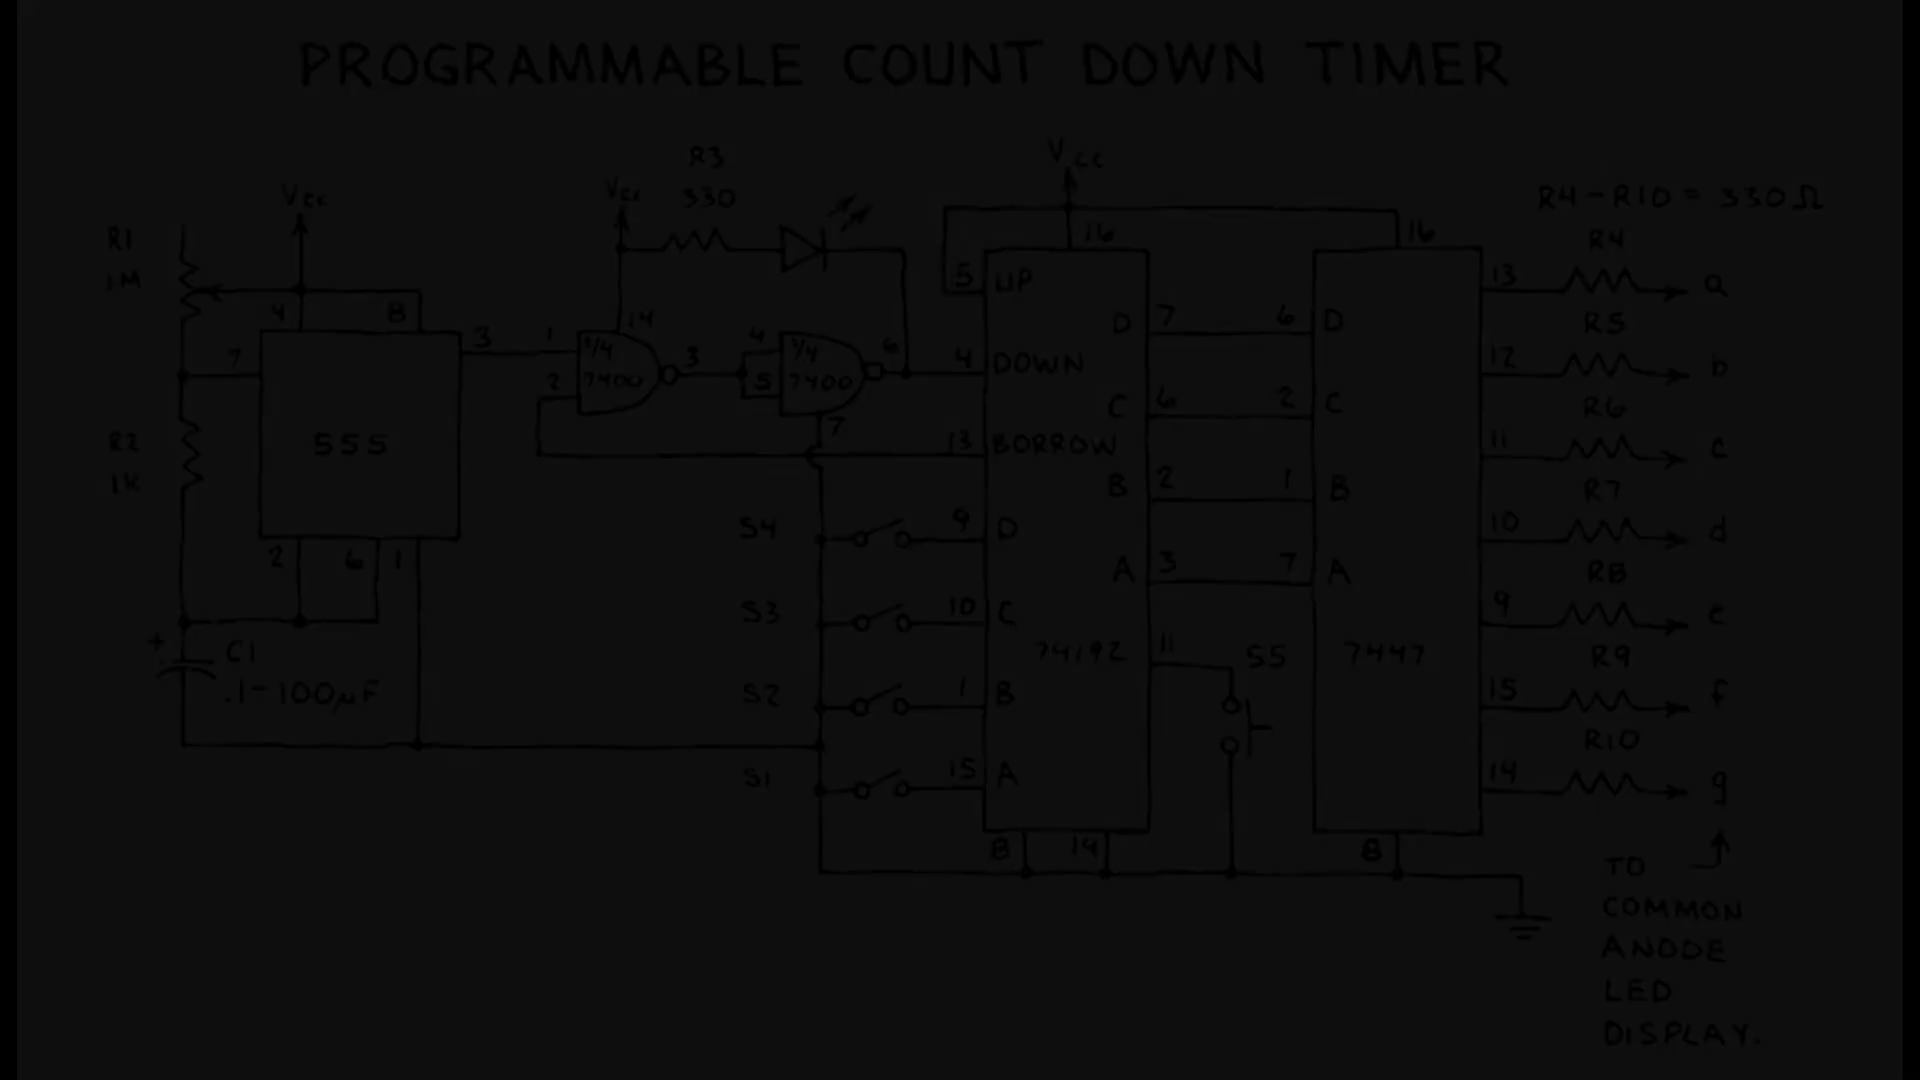 PROGRAMMABLE COUNT DOWN TIMER
Vcc
R3
330
Vcc
Vcc
R4-R10 = 330Ω
R1
1M
16
16
R4
4
8
14
5
UP
13
a
R5
7
3
1
1/4
7400
2
3
4
5
1/4
7400
6
4
DOWN
D
7
6
D
12
b
R6
R2
1K
555
7
13
BORROW
C
6
2
C
11
c
R7
B
2
1
B
S4
9
D
10
d
2
6
1
A
3
7
A
R8
S3
10
C
9
e
+
C1
.1-100µF
74192
11
S5
7447
R9
S2
1
B
15
f
R10
S1
15
A
14
g
8
14
8
TO
COMMON
ANODE
LED
DISPLAY.